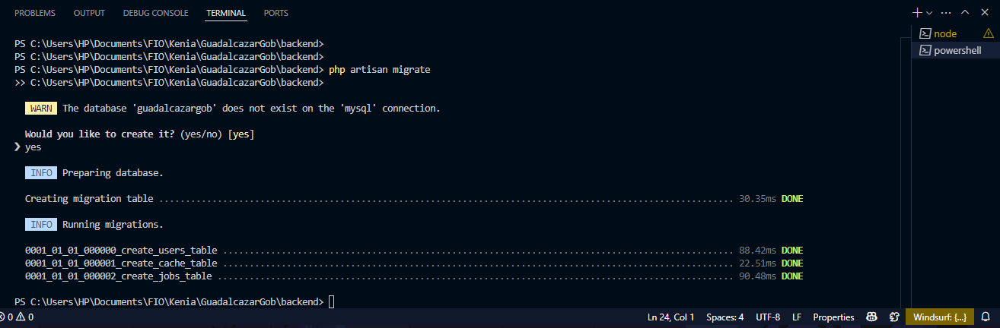 PROBLEMS OUTPUT DEBUG CONSOLE TERMINAL PORTS
node
powershell
PS C:\Users\HP\Documents\FIO\Kenia\GuadalcazarGob\backend>
PS C:\Users\HP\Documents\FIO\Kenia\GuadalcazarGob\backend>
PS C:\Users\HP\Documents\FIO\Kenia\GuadalcazarGob\backend> php artisan migrate
>> C:\Users\HP\Documents\FIO\Kenia\GuadalcazarGob\backend>
WARN The database 'guadalcazargob' does not exist on the 'mysql' connection.
Would you like to create it? (yes/no) [yes]
❯ yes
INFO Preparing database.
Creating migration table ............................................................................................................ 30.35ms DONE
INFO Running migrations.
0001_01_01_000000_create_users_table ................................................................................................ 88.42ms DONE
0001_01_01_000001_create_cache_table ................................................................................................ 22.51ms DONE
0001_01_01_000002_create_jobs_table ................................................................................................. 90.48ms DONE
PS C:\Users\HP\Documents\FIO\Kenia\GuadalcazarGob\backend>
0 0 Ln 24, Col 1 Spaces: 4 UTF-8 LF Properties Windsurf: {...}